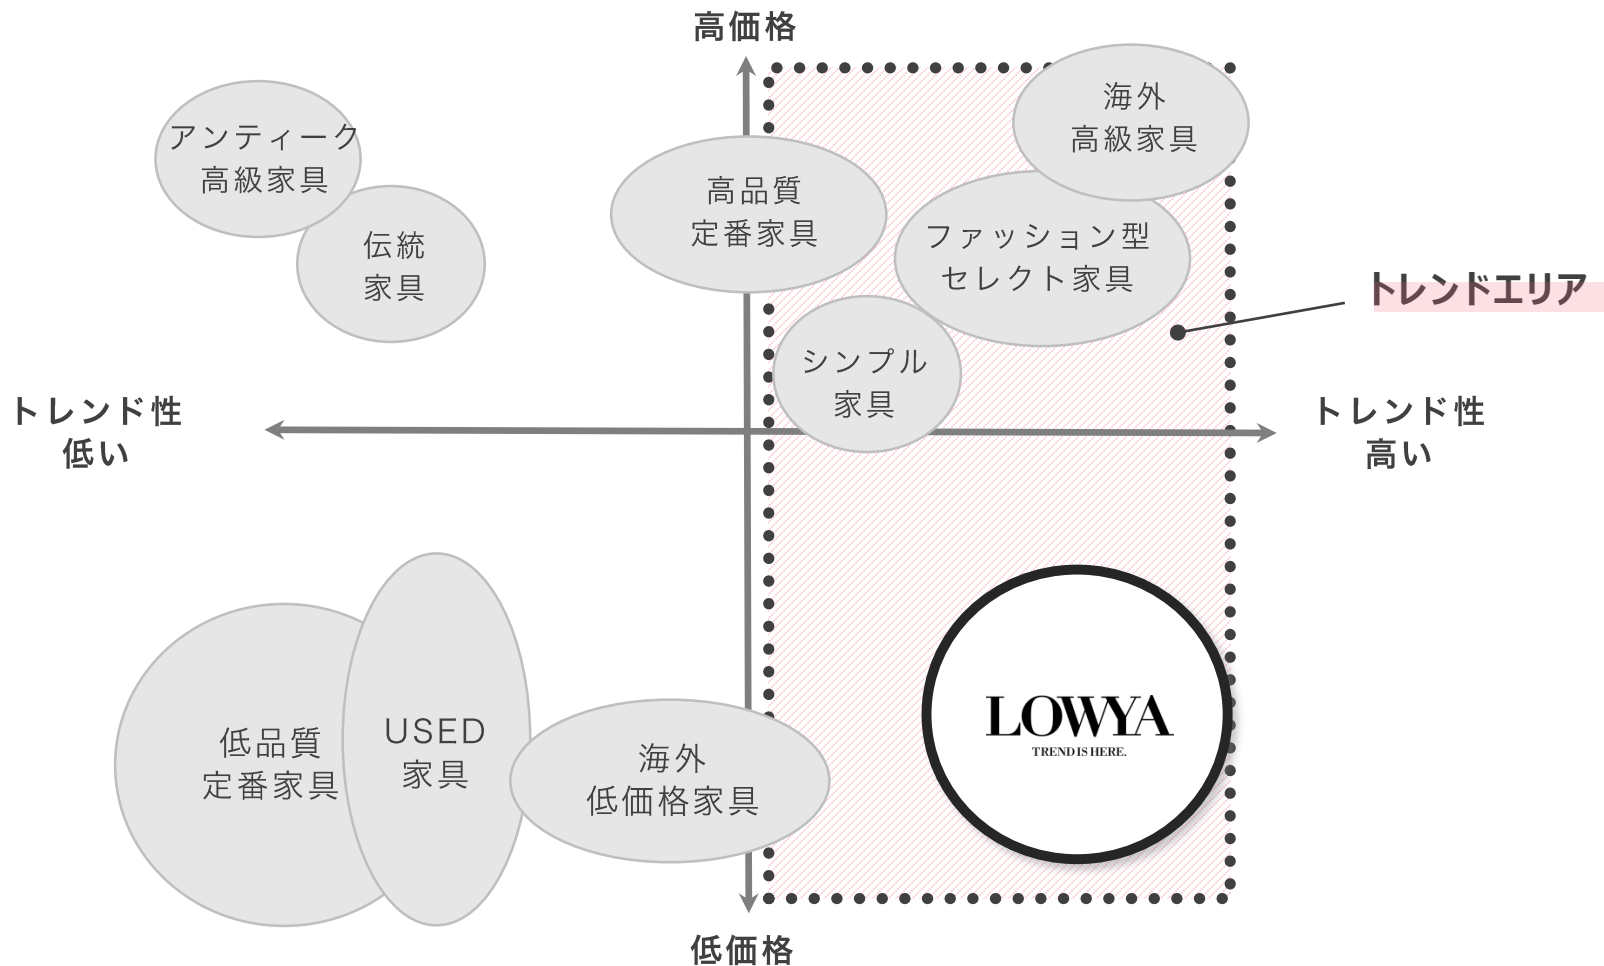 高価格
アンティーク
高級家具
伝統
家具
高品質
定番家具
海外
高級家具
ファッション型
セレクト家具
シンプル
家具
トレンドエリア
トレンド性
低い
トレンド性
高い
低品質
定番家具
USED
家具
海外
低価格家具
LOWYA
TREND IS HERE.
低価格